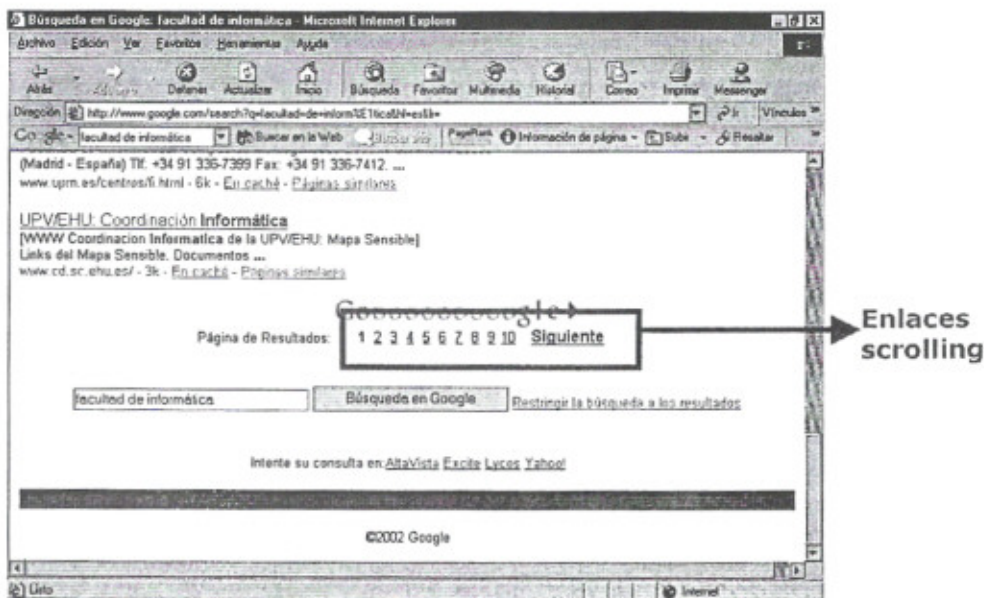 Búsqueda en Google: facultad de informática - Microsoft Internet Explorer
Archivo Edición Ver Favoritos Herramientas Ayuda
Atrás Detener Actualizar Inicio Búsqueda Favoritos Multimedia Historial Correo Imprimir Messenger
Dirección http://www.google.com/search?q=facultad+de+inform%E1tica&hl=es&lr= Ir Vínculos »
Google - facultad de informática Buscar en la Web PageRank Información de página - Subir - Resaltar »
(Madrid - España) Tlf. +34 91 336-7399 Fax: +34 91 336-7412. ...
www.upm.es/centros/fi.html - 6k - En caché - Páginas similares
UPV/EHU: Coordinación Informática
[WWW Coordinacion Informatica de la UPV/EHU: Mapa Sensible]
Links del Mapa Sensible. Documentos ...
www.cd.sc.ehu.es/ - 3k - En caché - Páginas similares
Goooooooooogle
Página de Resultados: 1 2 3 4 5 6 7 8 9 10 Siguiente
Enlaces
scrolling
facultad de informática Búsqueda en Google Restringir la búsqueda a los resultados
Intente su consulta en: AltaVista Excite Lycos Yahoo!
©2002 Google
Listo Internet